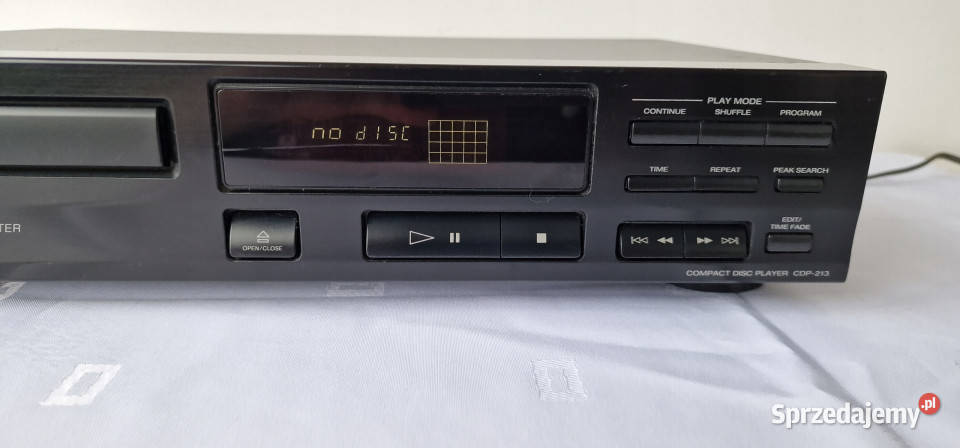 PLAY MODE
CONTINUE SHUFFLE PROGRAM
no dISC
TIME REPEAT PEAK SEARCH
TER
OPEN/CLOSE
EDIT/
TIME FADE
COMPACT DISC PLAYER CDP-213
Sprzedajemy.pl